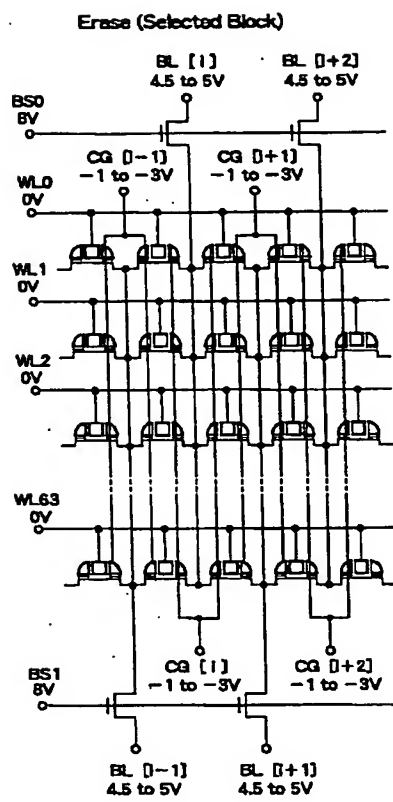 Erase (Selected Block)
BL [i] BL [i+2]
4.5 to 5V 4.5 to 5V
BS0
8V
CG [i-1] CG [i+1]
-1 to -3V -1 to -3V
WL0
0V
WL1
0V
WL2
0V
WL63
0V
CG [i] CG [i+2]
-1 to -3V -1 to -3V
BS1
8V
BL [i-1] BL [i+1]
4.5 to 5V 4.5 to 5V